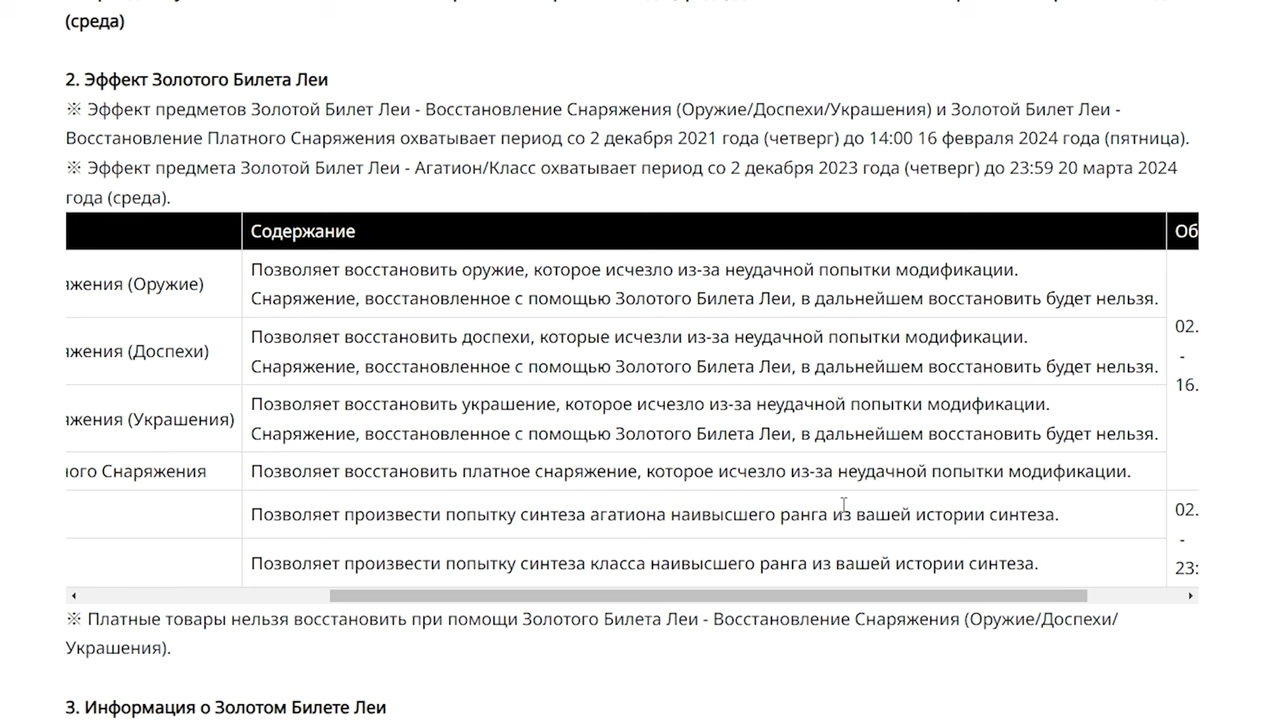 (среда)
2. Эффект Золотого Билета Леи
※ Эффект предметов Золотой Билет Леи - Восстановление Снаряжения (Оружие/Доспехи/Украшения) и Золотой Билет Леи -
Восстановление Платного Снаряжения охватывает период со 2 декабря 2021 года (четверг) до 14:00 16 февраля 2024 года (пятница).
※ Эффект предмета Золотой Билет Леи - Агатион/Класс охватывает период со 2 декабря 2023 года (четверг) до 23:59 20 марта 2024
года (среда).
Содержание Об
яжения (Оружие)
Позволяет восстановить оружие, которое исчезло из-за неудачной попытки модификации.
Снаряжение, восстановленное с помощью Золотого Билета Леи, в дальнейшем восстановить будет нельзя.
яжения (Доспехи)
Позволяет восстановить доспехи, которые исчезли из-за неудачной попытки модификации.
Снаряжение, восстановленное с помощью Золотого Билета Леи, в дальнейшем восстановить будет нельзя.
яжения (Украшения)
Позволяет восстановить украшение, которое исчезло из-за неудачной попытки модификации.
Снаряжение, восстановленное с помощью Золотого Билета Леи, в дальнейшем восстановить будет нельзя.
ного Снаряжения
Позволяет восстановить платное снаряжение, которое исчезло из-за неудачной попытки модификации.
02.
-
16.
Позволяет произвести попытку синтеза агатиона наивысшего ранга из вашей истории синтеза.
Позволяет произвести попытку синтеза класса наивысшего ранга из вашей истории синтеза.
02.
-
23:
※ Платные товары нельзя восстановить при помощи Золотого Билета Леи - Восстановление Снаряжения (Оружие/Доспехи/
Украшения).
3. Информация о Золотом Билете Леи